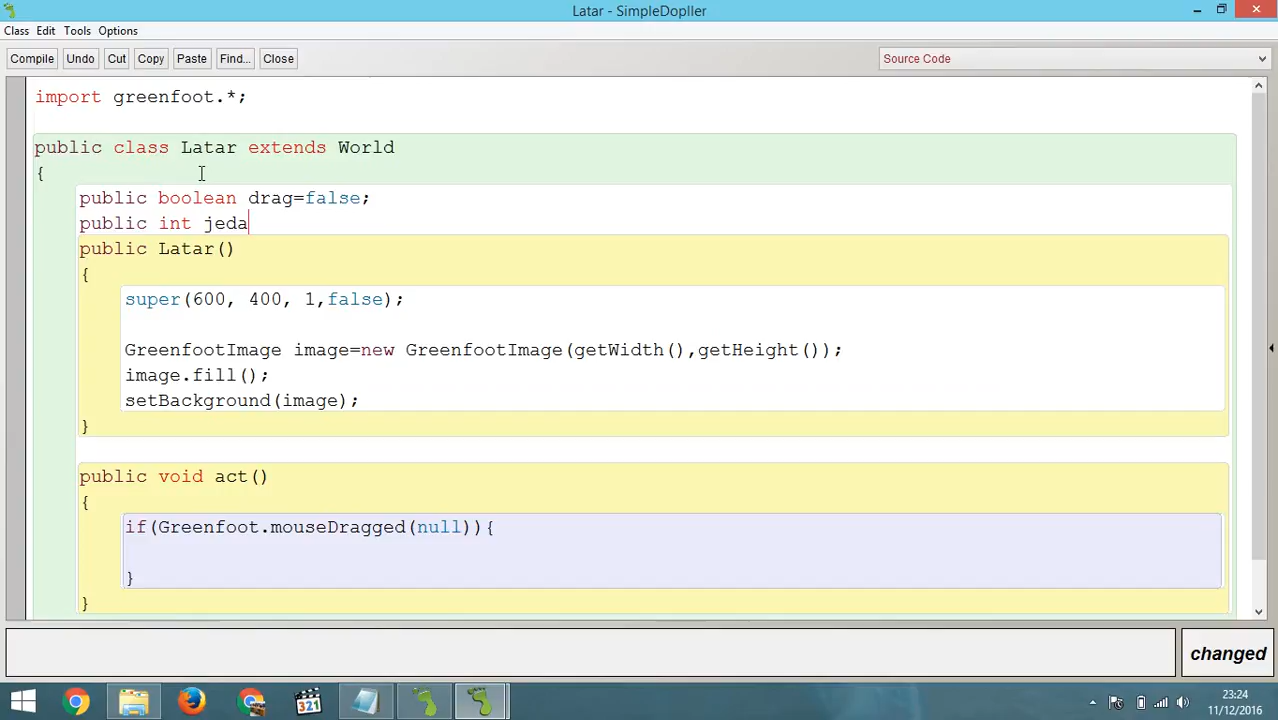 Latar - SimpleDopller
Class Edit Tools Options
Compile Undo Cut Copy Paste Find... Close Source Code
import greenfoot.*;
public class Latar extends World
{
public boolean drag=false;
public int jeda
public Latar()
{
super(600, 400, 1,false);
GreenfootImage image=new GreenfootImage(getWidth(),getHeight());
image.fill();
setBackground(image);
}
public void act()
{
if(Greenfoot.mouseDragged(null)){
}
}
changed
321
23:24
11/12/2016